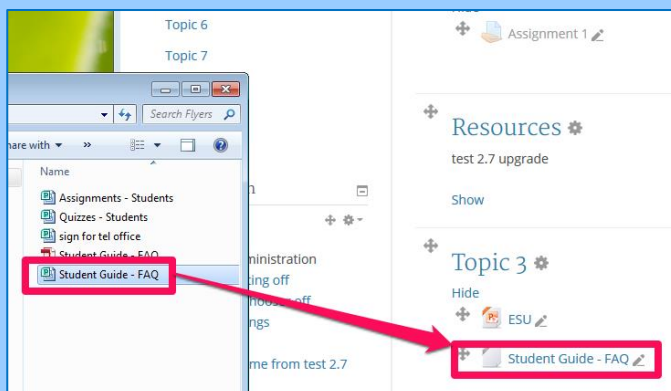 Topic 6
Topic 7
Search Flyers
hare with
»
Name
Assignments - Students
Quizzes - Students
sign for tel office
Student Guide - FAQ
Student Guide - FAQ
n
ministration
ing off
hooser off
ngs
me from test 2.7
Assignment 1
Resources
test 2.7 upgrade
Show
Topic 3
Hide
ESU
Student Guide - FAQ